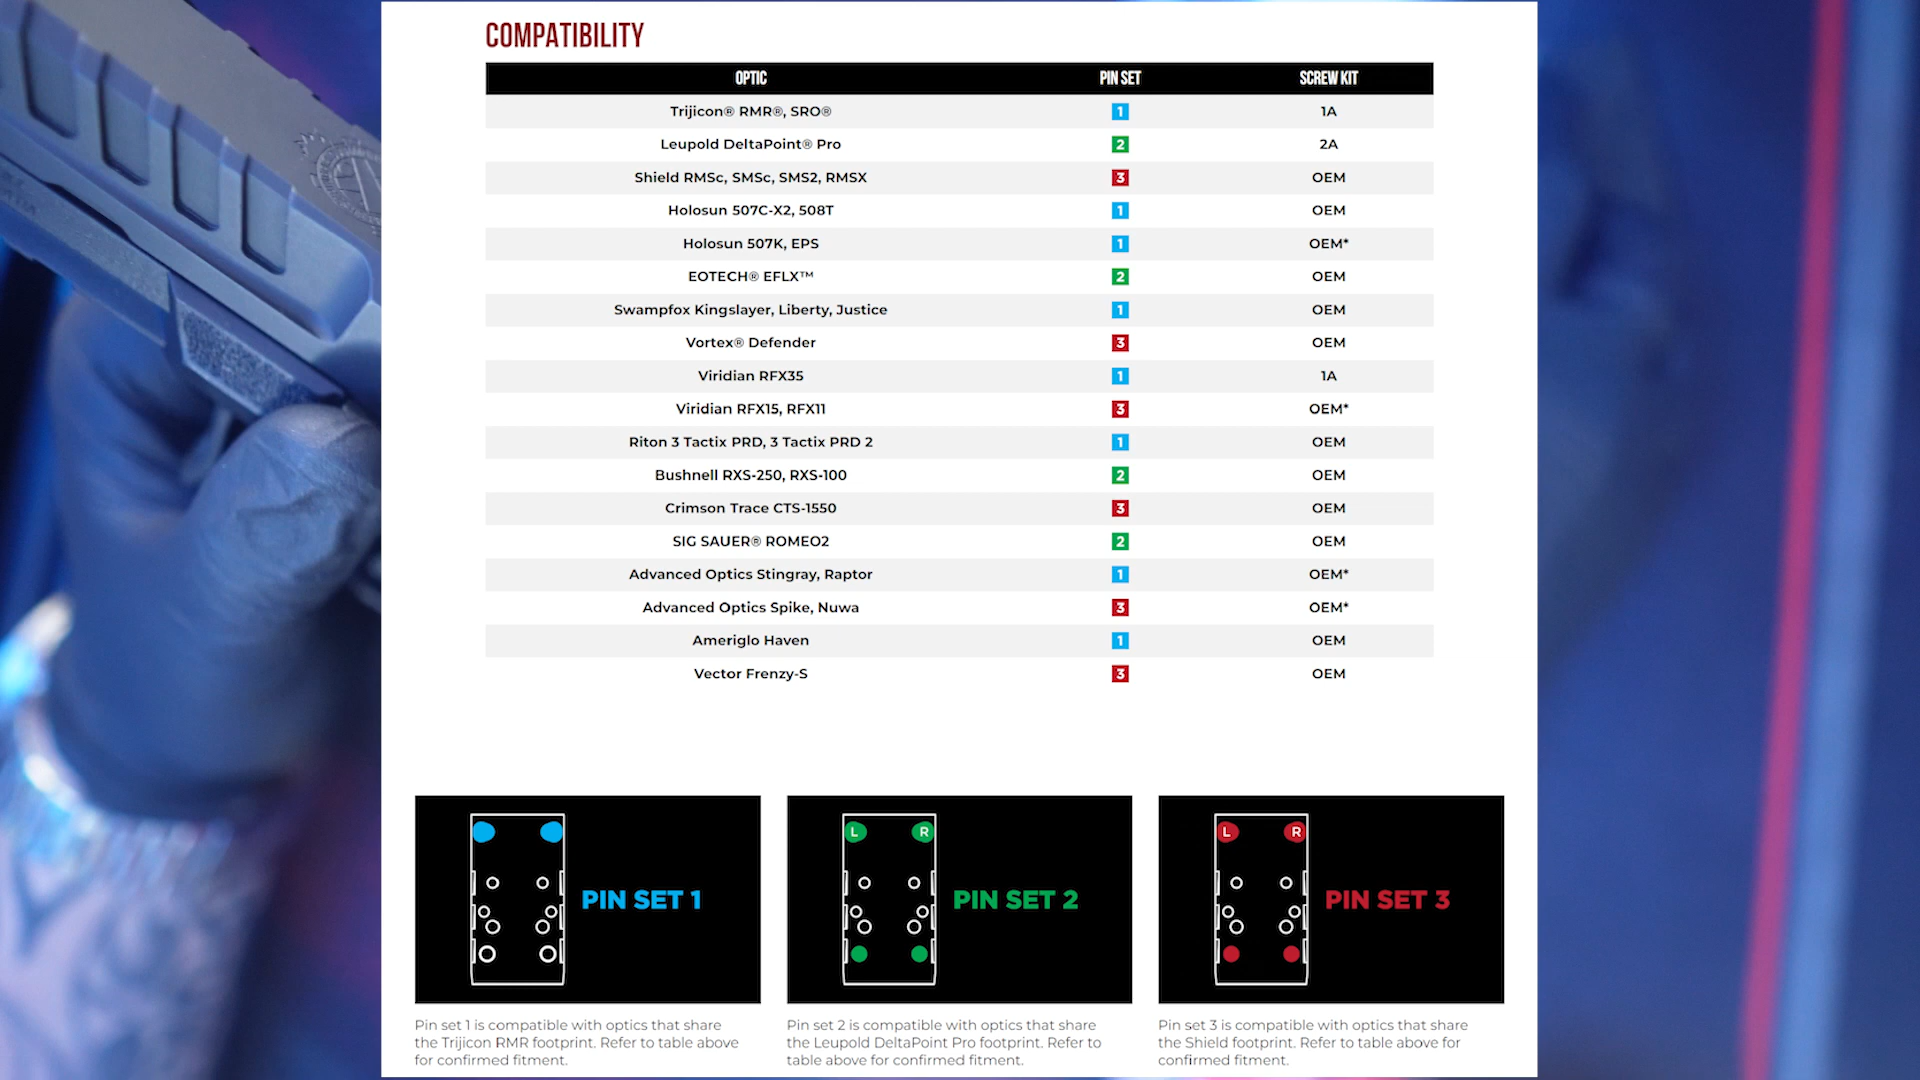 COMPATIBILITY
OPTIC PIN SET SCREW KIT
Trijicon® RMR®, SRO® 1 1A
Leupold DeltaPoint® Pro 2 2A
Shield RMSc, SMSc, SMS2, RMSX 3 OEM
Holosun 507C-X2, 508T 1 OEM
Holosun 507K, EPS 1 OEM*
EOTECH® EFLX™ 2 OEM
Swampfox Kingslayer, Liberty, Justice 1 OEM
Vortex® Defender 3 OEM
Viridian RFX35 1 1A
Viridian RFX15, RFX11 3 OEM*
Riton 3 Tactix PRD, 3 Tactix PRD 2 1 OEM
Bushnell RXS-250, RXS-100 2 OEM
Crimson Trace CTS-1550 3 OEM
SIG SAUER® ROMEO2 2 OEM
Advanced Optics Stingray, Raptor 1 OEM*
Advanced Optics Spike, Nuwa 3 OEM*
Ameriglo Haven 1 OEM
Vector Frenzy-S 3 OEM
PIN SET 1
Pin set 1 is compatible with optics that share
the Trijicon RMR footprint. Refer to table above
for confirmed fitment.
L R
PIN SET 2
Pin set 2 is compatible with optics that share
the Leupold DeltaPoint Pro footprint. Refer to
table above for confirmed fitment.
L R
PIN SET 3
Pin set 3 is compatible with optics that share
the Shield footprint. Refer to table above for
confirmed fitment.